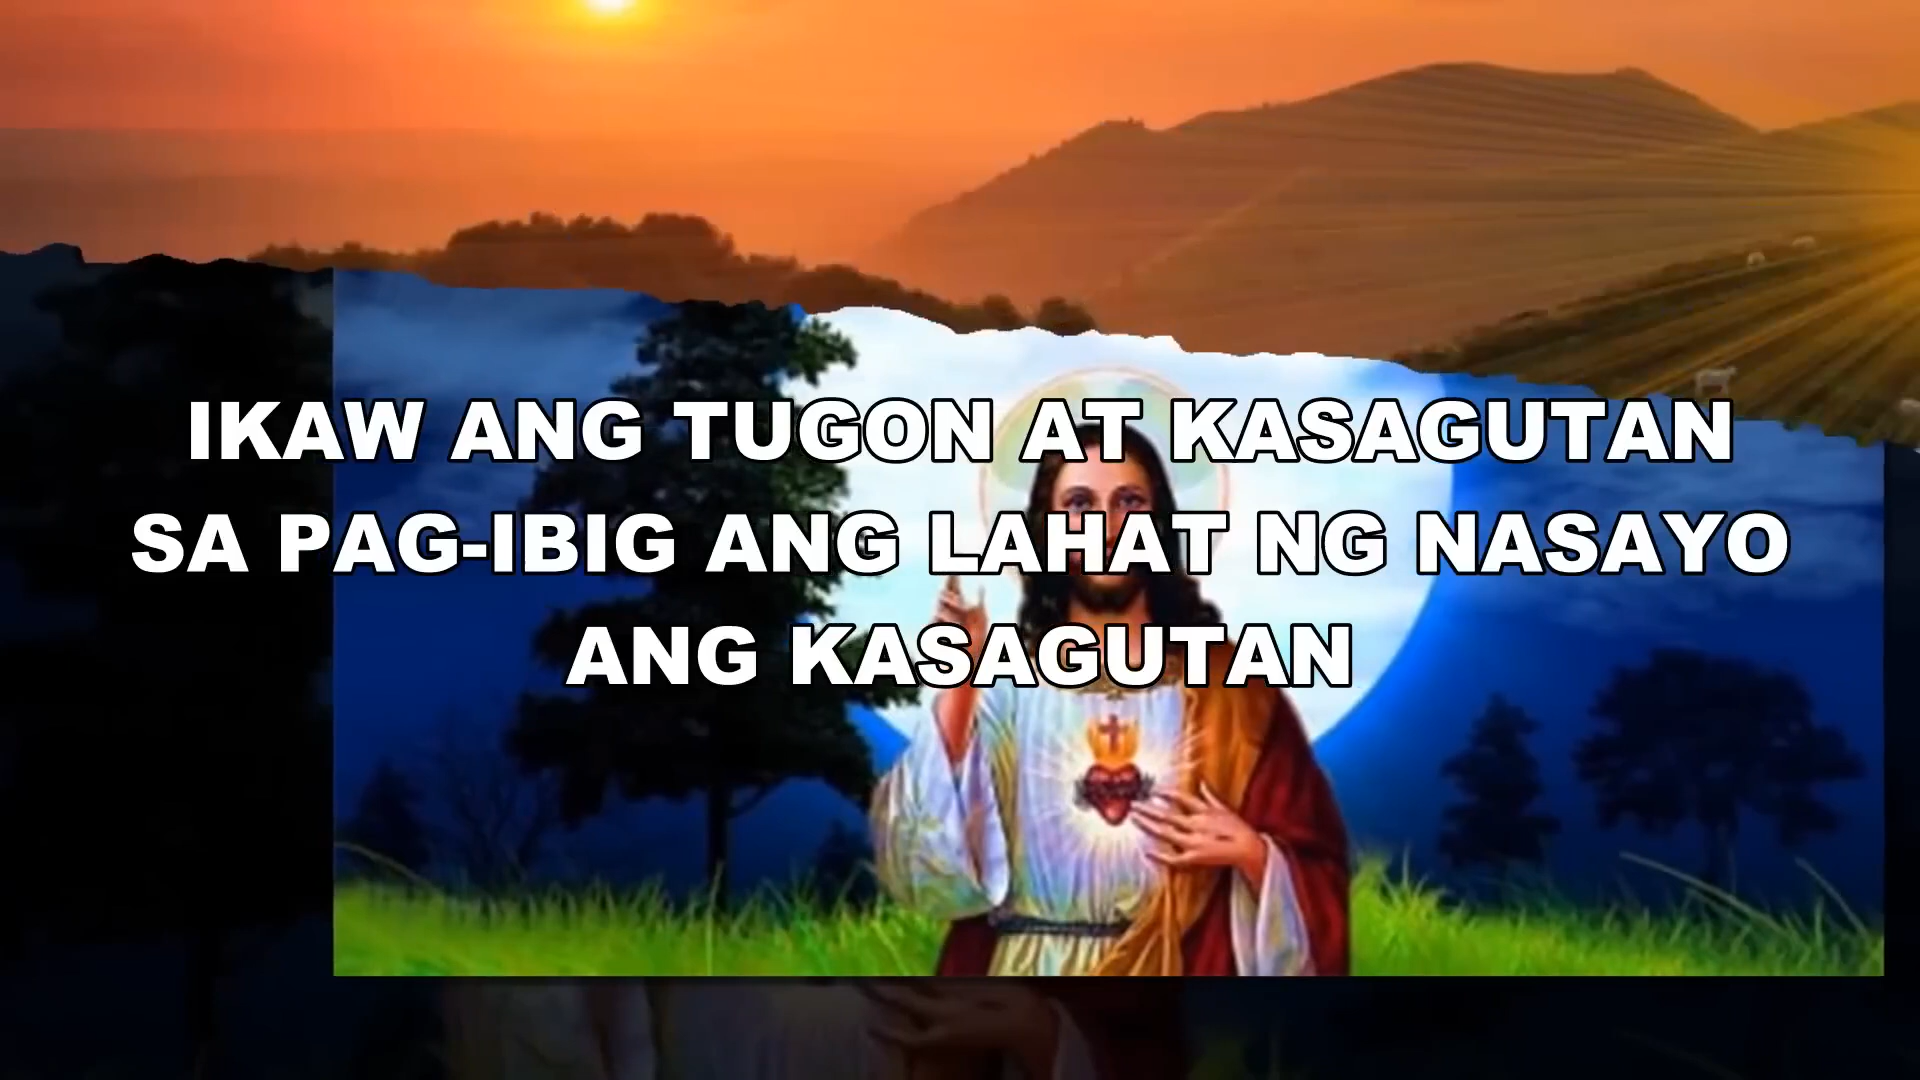 IKAW ANG TUGON AT KASAGUTAN
SA PAG-IBIG ANG LAHAT NG NASAYO
ANG KASAGUTAN